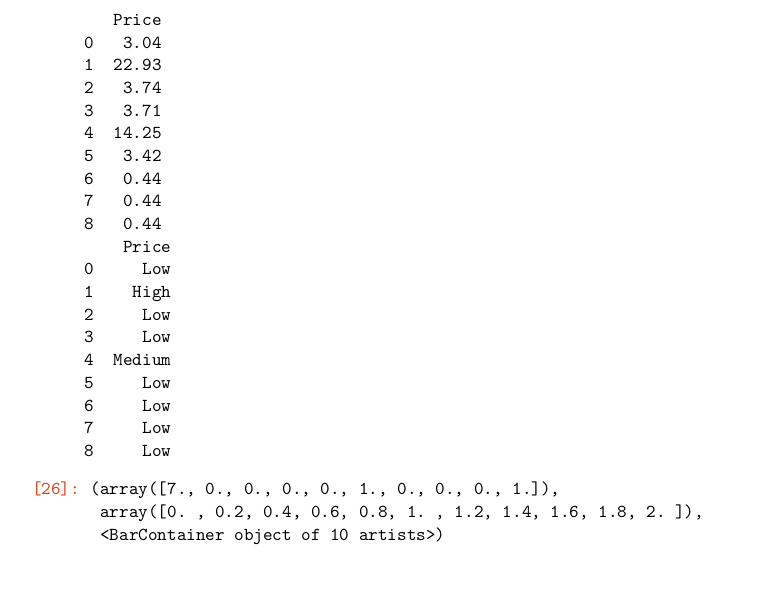 Price
0 3.04
1 22.93
2 3.74
3 3.71
4 14.25
5 3.42
6 0.44
7 0.44
8 0.44
Price
0 Low
1 High
2 Low
3 Low
4 Medium
5 Low
6 Low
7 Low
8 Low
[26]: (array([7., 0., 0., 0., 0., 1., 0., 0., 0., 1.]),
array([0. , 0.2, 0.4, 0.6, 0.8, 1. , 1.2, 1.4, 1.6, 1.8, 2. ]),
<BarContainer object of 10 artists>)